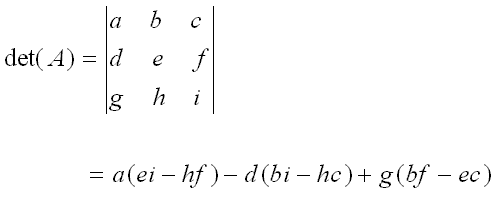 a b c
det(A) = d e f
g h i
= a(ei − hf) − d(bi − hc) + g(bf − ec)